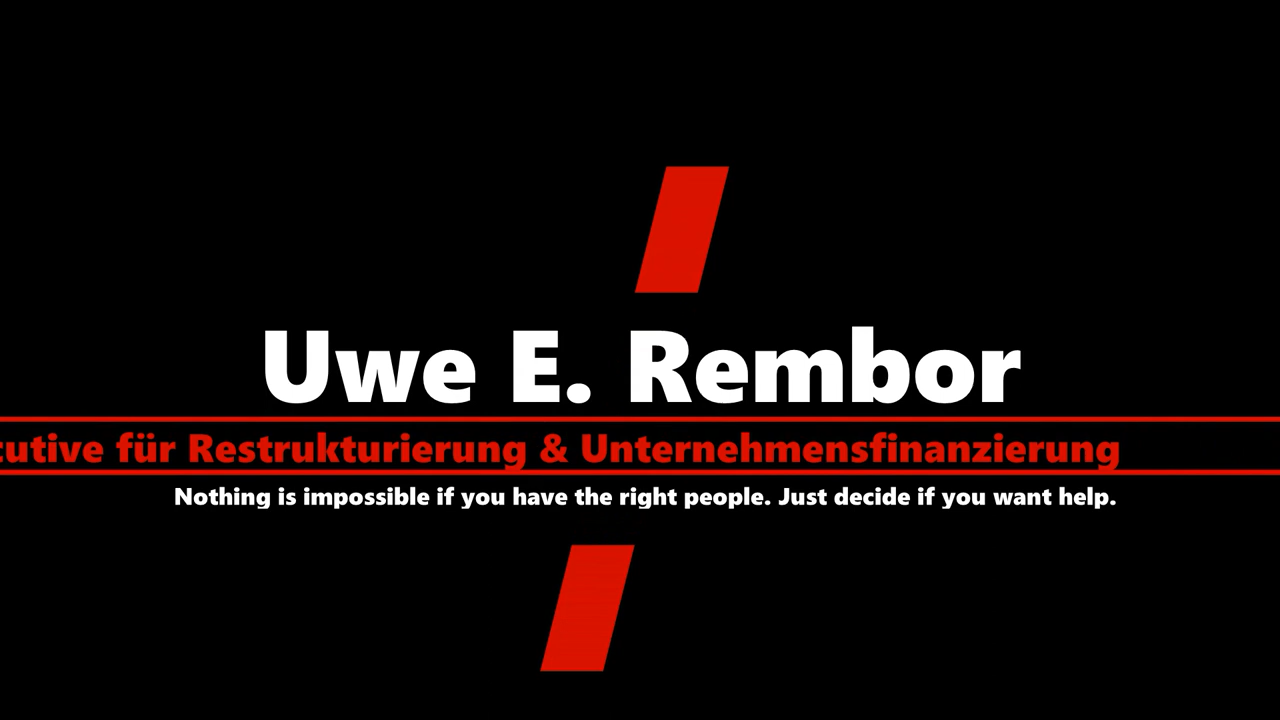 Uwe E. Rembor
für Restrukturierung & Unternehmensfinanzierung
Nothing is impossible if you have the right people. Just decide if you want help.